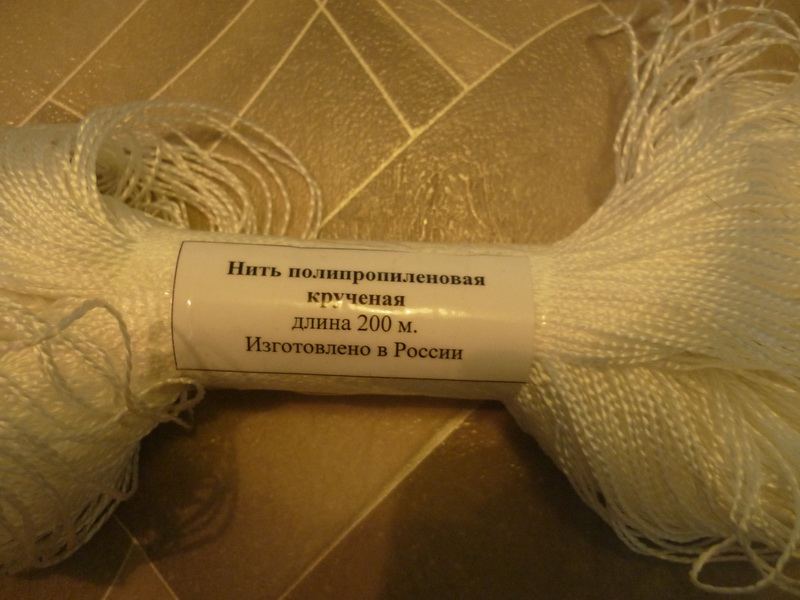 Нить полипропиленовая
крученая
длина 200 м.
Изготовлено в России